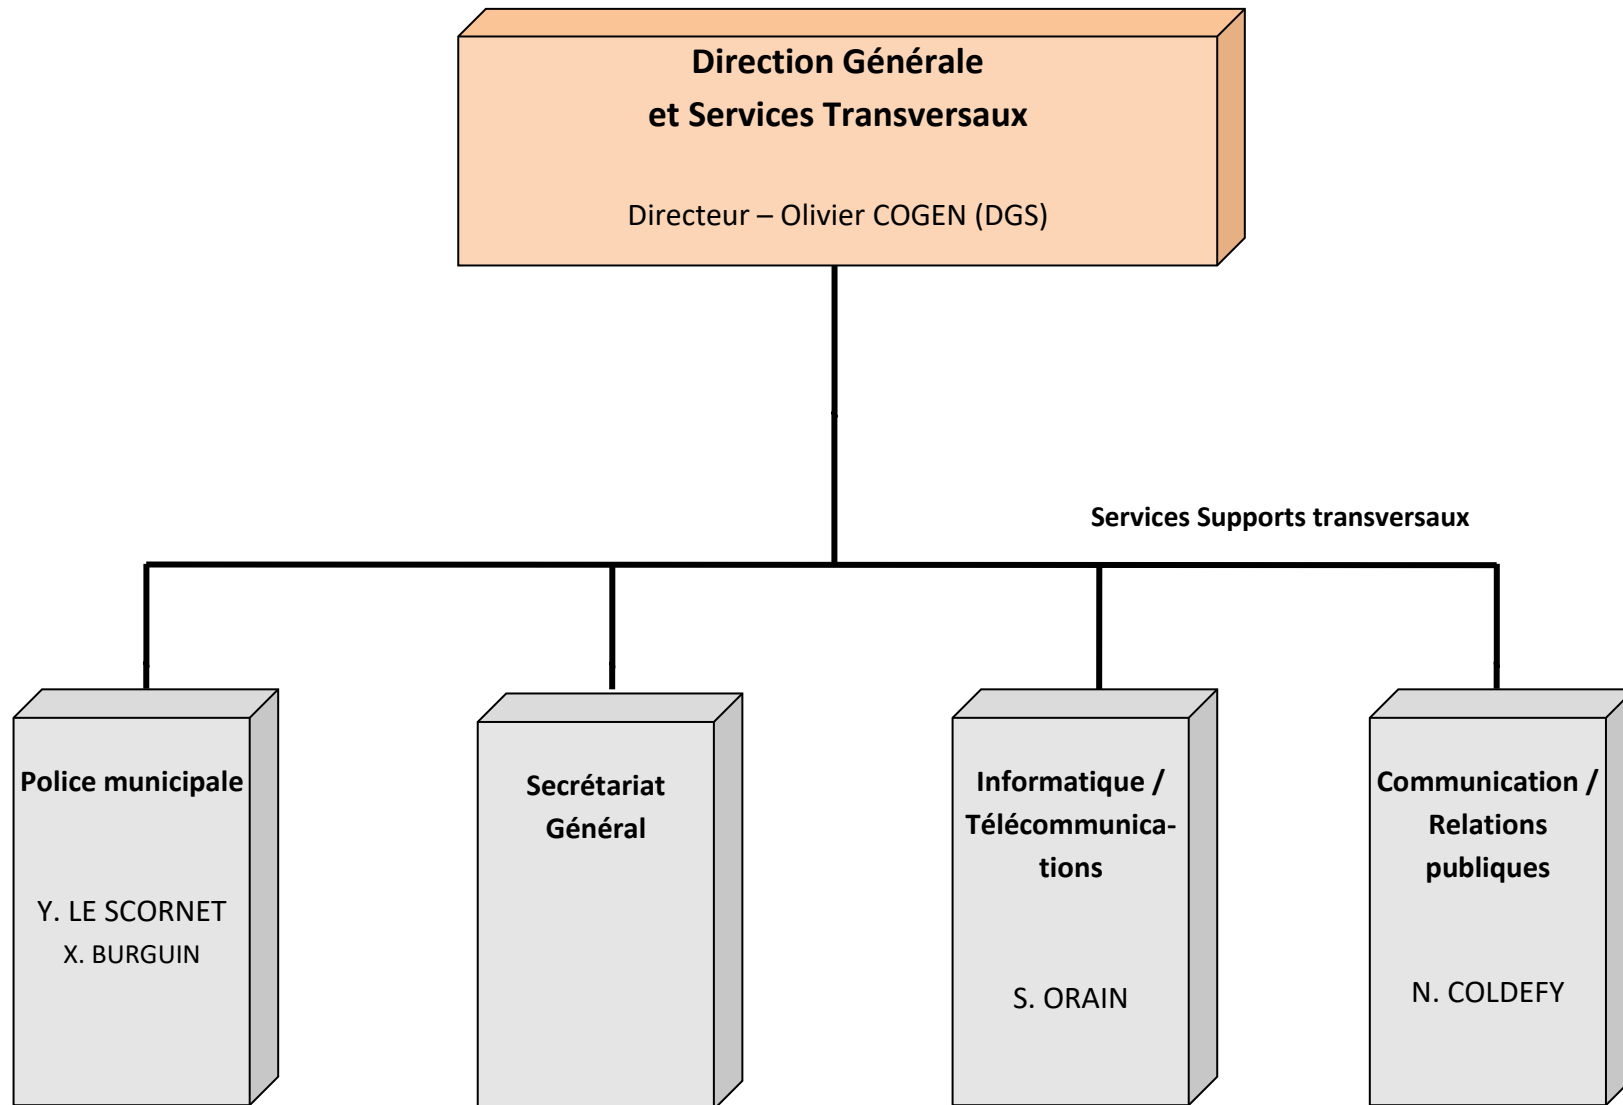 Direction Générale
et Services Transversaux
Directeur – Olivier COGEN (DGS)
Services Supports transversaux
Police municipale
Y. LE SCORNET
X. BURGUIN
Secrétariat
Général
Informatique /
Télécommunica-
tions
S. ORAIN
Communication /
Relations
publiques
N. COLDEFY